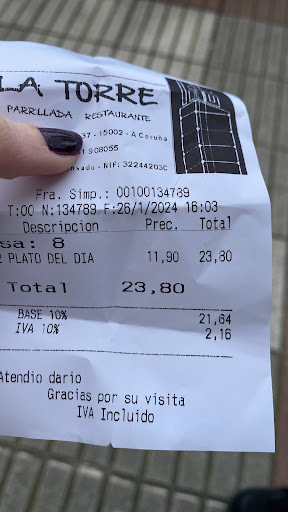 LA TORRE
PARRILLADA RESTAURANTE
37 - 15002 - A Coruña
908055
- NIF: 32244203C
Fra. Simp.: 00100134789
T:00 N:134789 F:26/1/2024 16:03
Descripcion Prec. Total
sa: 8
2 PLATO DEL DIA 11,90 23,80
Total 23,80
BASE 10% 21,64
IVA 10% 2,16
Atendio dario
Gracias por su visita
IVA Incluido